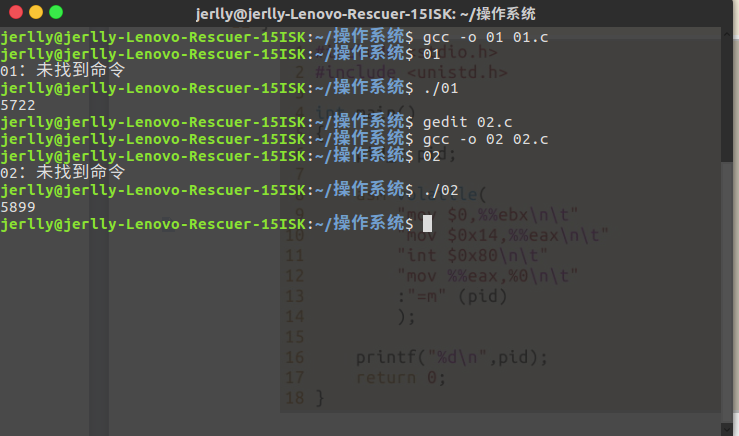 jerlly@jerlly-Lenovo-Rescuer-15ISK: ~/操作系统
jerlly@jerlly-Lenovo-Rescuer-15ISK:~/操作系统$ gcc -o 01 01.c
jerlly@jerlly-Lenovo-Rescuer-15ISK:~/操作系统$ 01
01：未找到命令
jerlly@jerlly-Lenovo-Rescuer-15ISK:~/操作系统$ ./01
5722
jerlly@jerlly-Lenovo-Rescuer-15ISK:~/操作系统$ gedit 02.c
jerlly@jerlly-Lenovo-Rescuer-15ISK:~/操作系统$ gcc -o 02 02.c
jerlly@jerlly-Lenovo-Rescuer-15ISK:~/操作系统$ 02
02：未找到命令
jerlly@jerlly-Lenovo-Rescuer-15ISK:~/操作系统$ ./02
5899
jerlly@jerlly-Lenovo-Rescuer-15ISK:~/操作系统$
2 #include <unistd.h>
9 "mov $0,%%ebx\n\t"
10 "mov $0x14,%%eax\n\t"
11 "int $0x80\n\t"
12 "mov %%eax,%0\n\t"
13 :"=m" (pid)
14 );
15
16 printf("%d\n",pid);
17 return 0;
18 }